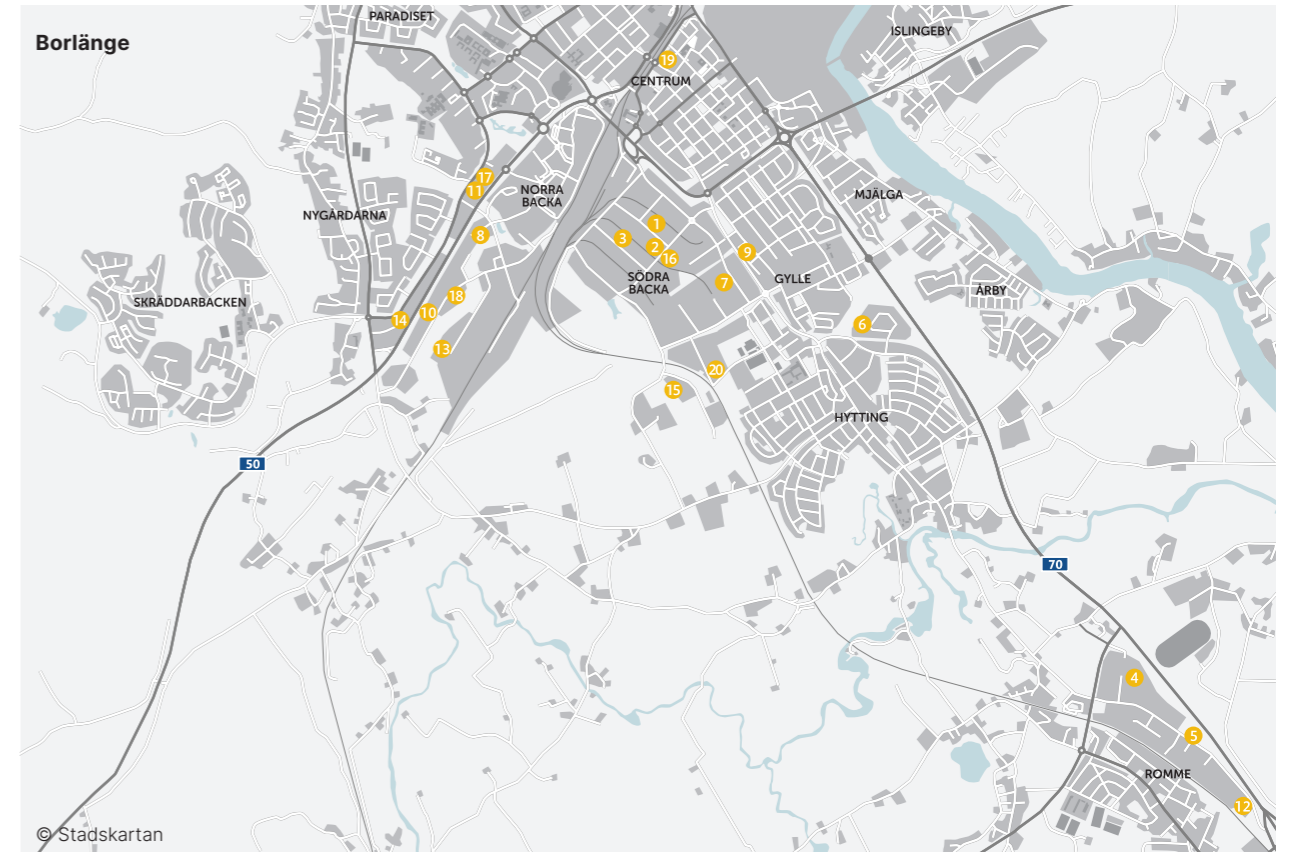 PARADISET
ISLINGEBY
Borlänge
19
CENTRUM
17
11
NORRA
BACKA
MJÄLGA
NYGÅRDARNA
1
8
3
2
9
16
SÖDRA
BACKA
7
GYLLE
ÅRBY
18
SKRÄDDARBACKEN
10
14
6
13
20
15
HYTTING
50
70
4
5
ROMME
12
© Stadskartan